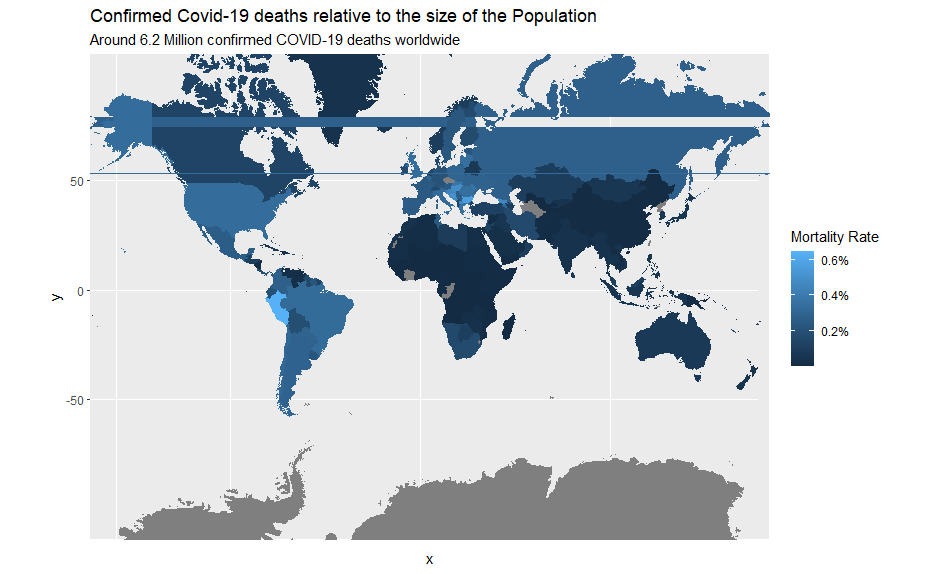 Confirmed Covid-19 deaths relative to the size of the Population
Around 6.2 Million confirmed COVID-19 deaths worldwide
50
0
-50
y
x
Mortality Rate
0.6%
0.4%
0.2%